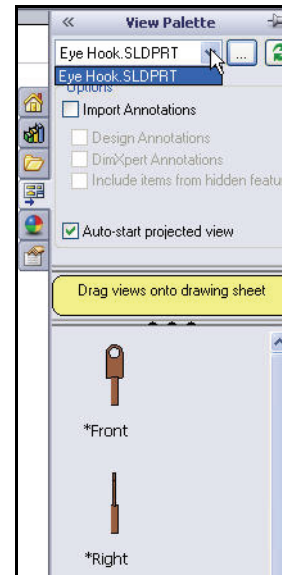 View Palette
Eye Hook.SLDPRT
...
Eye Hook.SLDPRT
Options
Import Annotations
Design Annotations
DimXpert Annotations
Include items from hidden featu
Auto-start projected view
Drag views onto drawing sheet
*Front
*Right